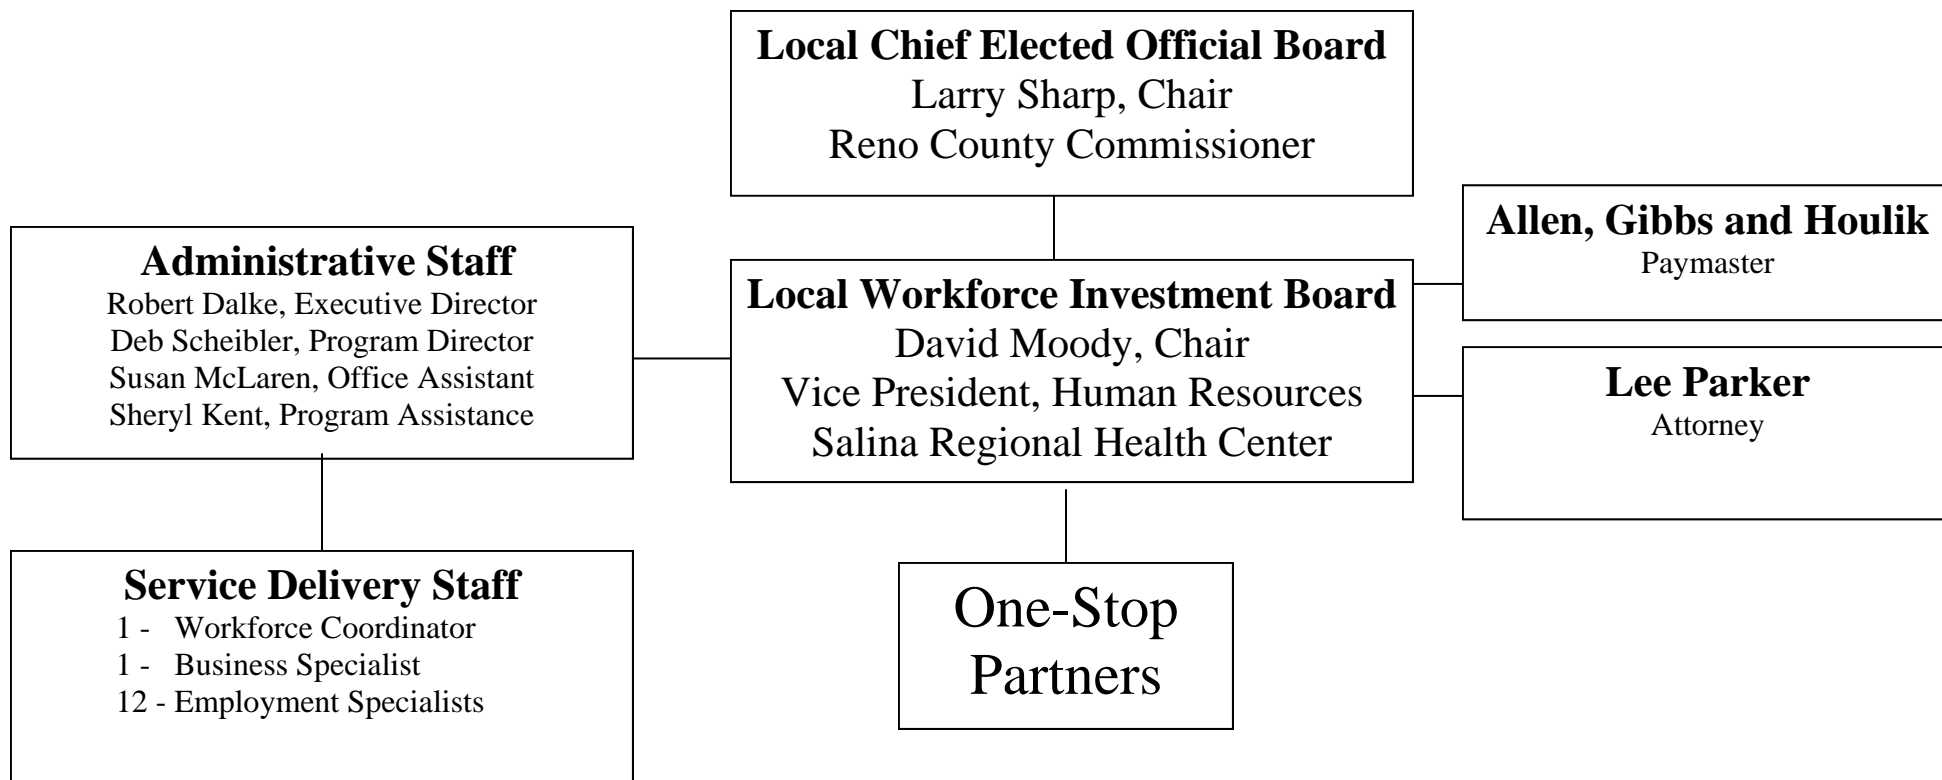 Local Chief Elected Official Board
Larry Sharp, Chair
Reno County Commissioner
Allen, Gibbs and Houlik
Paymaster
Administrative Staff
Robert Dalke, Executive Director
Deb Scheibler, Program Director
Susan McLaren, Office Assistant
Sheryl Kent, Program Assistance
Local Workforce Investment Board
David Moody, Chair
Vice President, Human Resources
Salina Regional Health Center
Lee Parker
Attorney
Service Delivery Staff
1 - Workforce Coordinator
1 - Business Specialist
12 - Employment Specialists
One-Stop
Partners